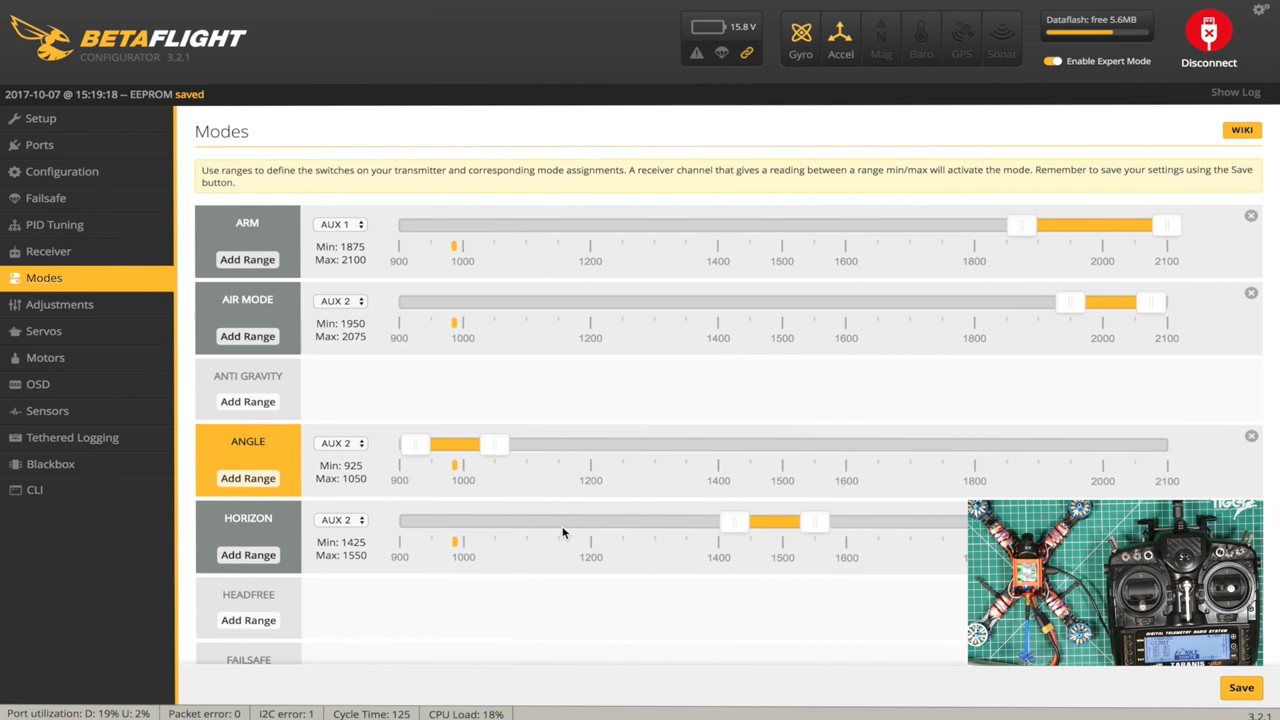 BETAFLIGHT
CONFIGURATOR 3.2.1
15.8 V
Gyro
Accel
Mag
Baro
GPS
Sonar
Dataflash: free 5.6MB
Enable Expert Mode
Disconnect
2017-10-07 @ 15:19:18 -- EEPROM saved
Show Log
Setup
Ports
Configuration
Failsafe
PID Tuning
Receiver
Modes
Adjustments
Servos
Motors
OSD
Sensors
Tethered Logging
Blackbox
CLI
Modes
WIKI
Use ranges to define the switches on your transmitter and corresponding mode assignments. A receiver channel that gives a reading between a range min/max will activate the mode. Remember to save your settings using the Save
button.
ARM
Add Range
AUX 1
Min: 1875
Max: 2100
900 1000 1200 1400 1500 1600 1800 2000 2100
AIR MODE
Add Range
AUX 2
Min: 1950
Max: 2075
900 1000 1200 1400 1500 1600 1800 2000 2100
ANTI GRAVITY
Add Range
ANGLE
Add Range
AUX 2
Min: 925
Max: 1050
900 1000 1200 1400 1500 1600 1800 2000 2100
HORIZON
Add Range
AUX 2
Min: 1425
Max: 1550
900 1000 1200 1400 1500 1600
HEADFREE
Add Range
FAILSAFE
DIGITAL TELEMETRY RADIO SYSTEM
TARANIS
Save
Port utilization: D: 19% U: 2%
Packet error: 0
I2C error: 1
Cycle Time: 125
CPU Load: 18%
3.2.1